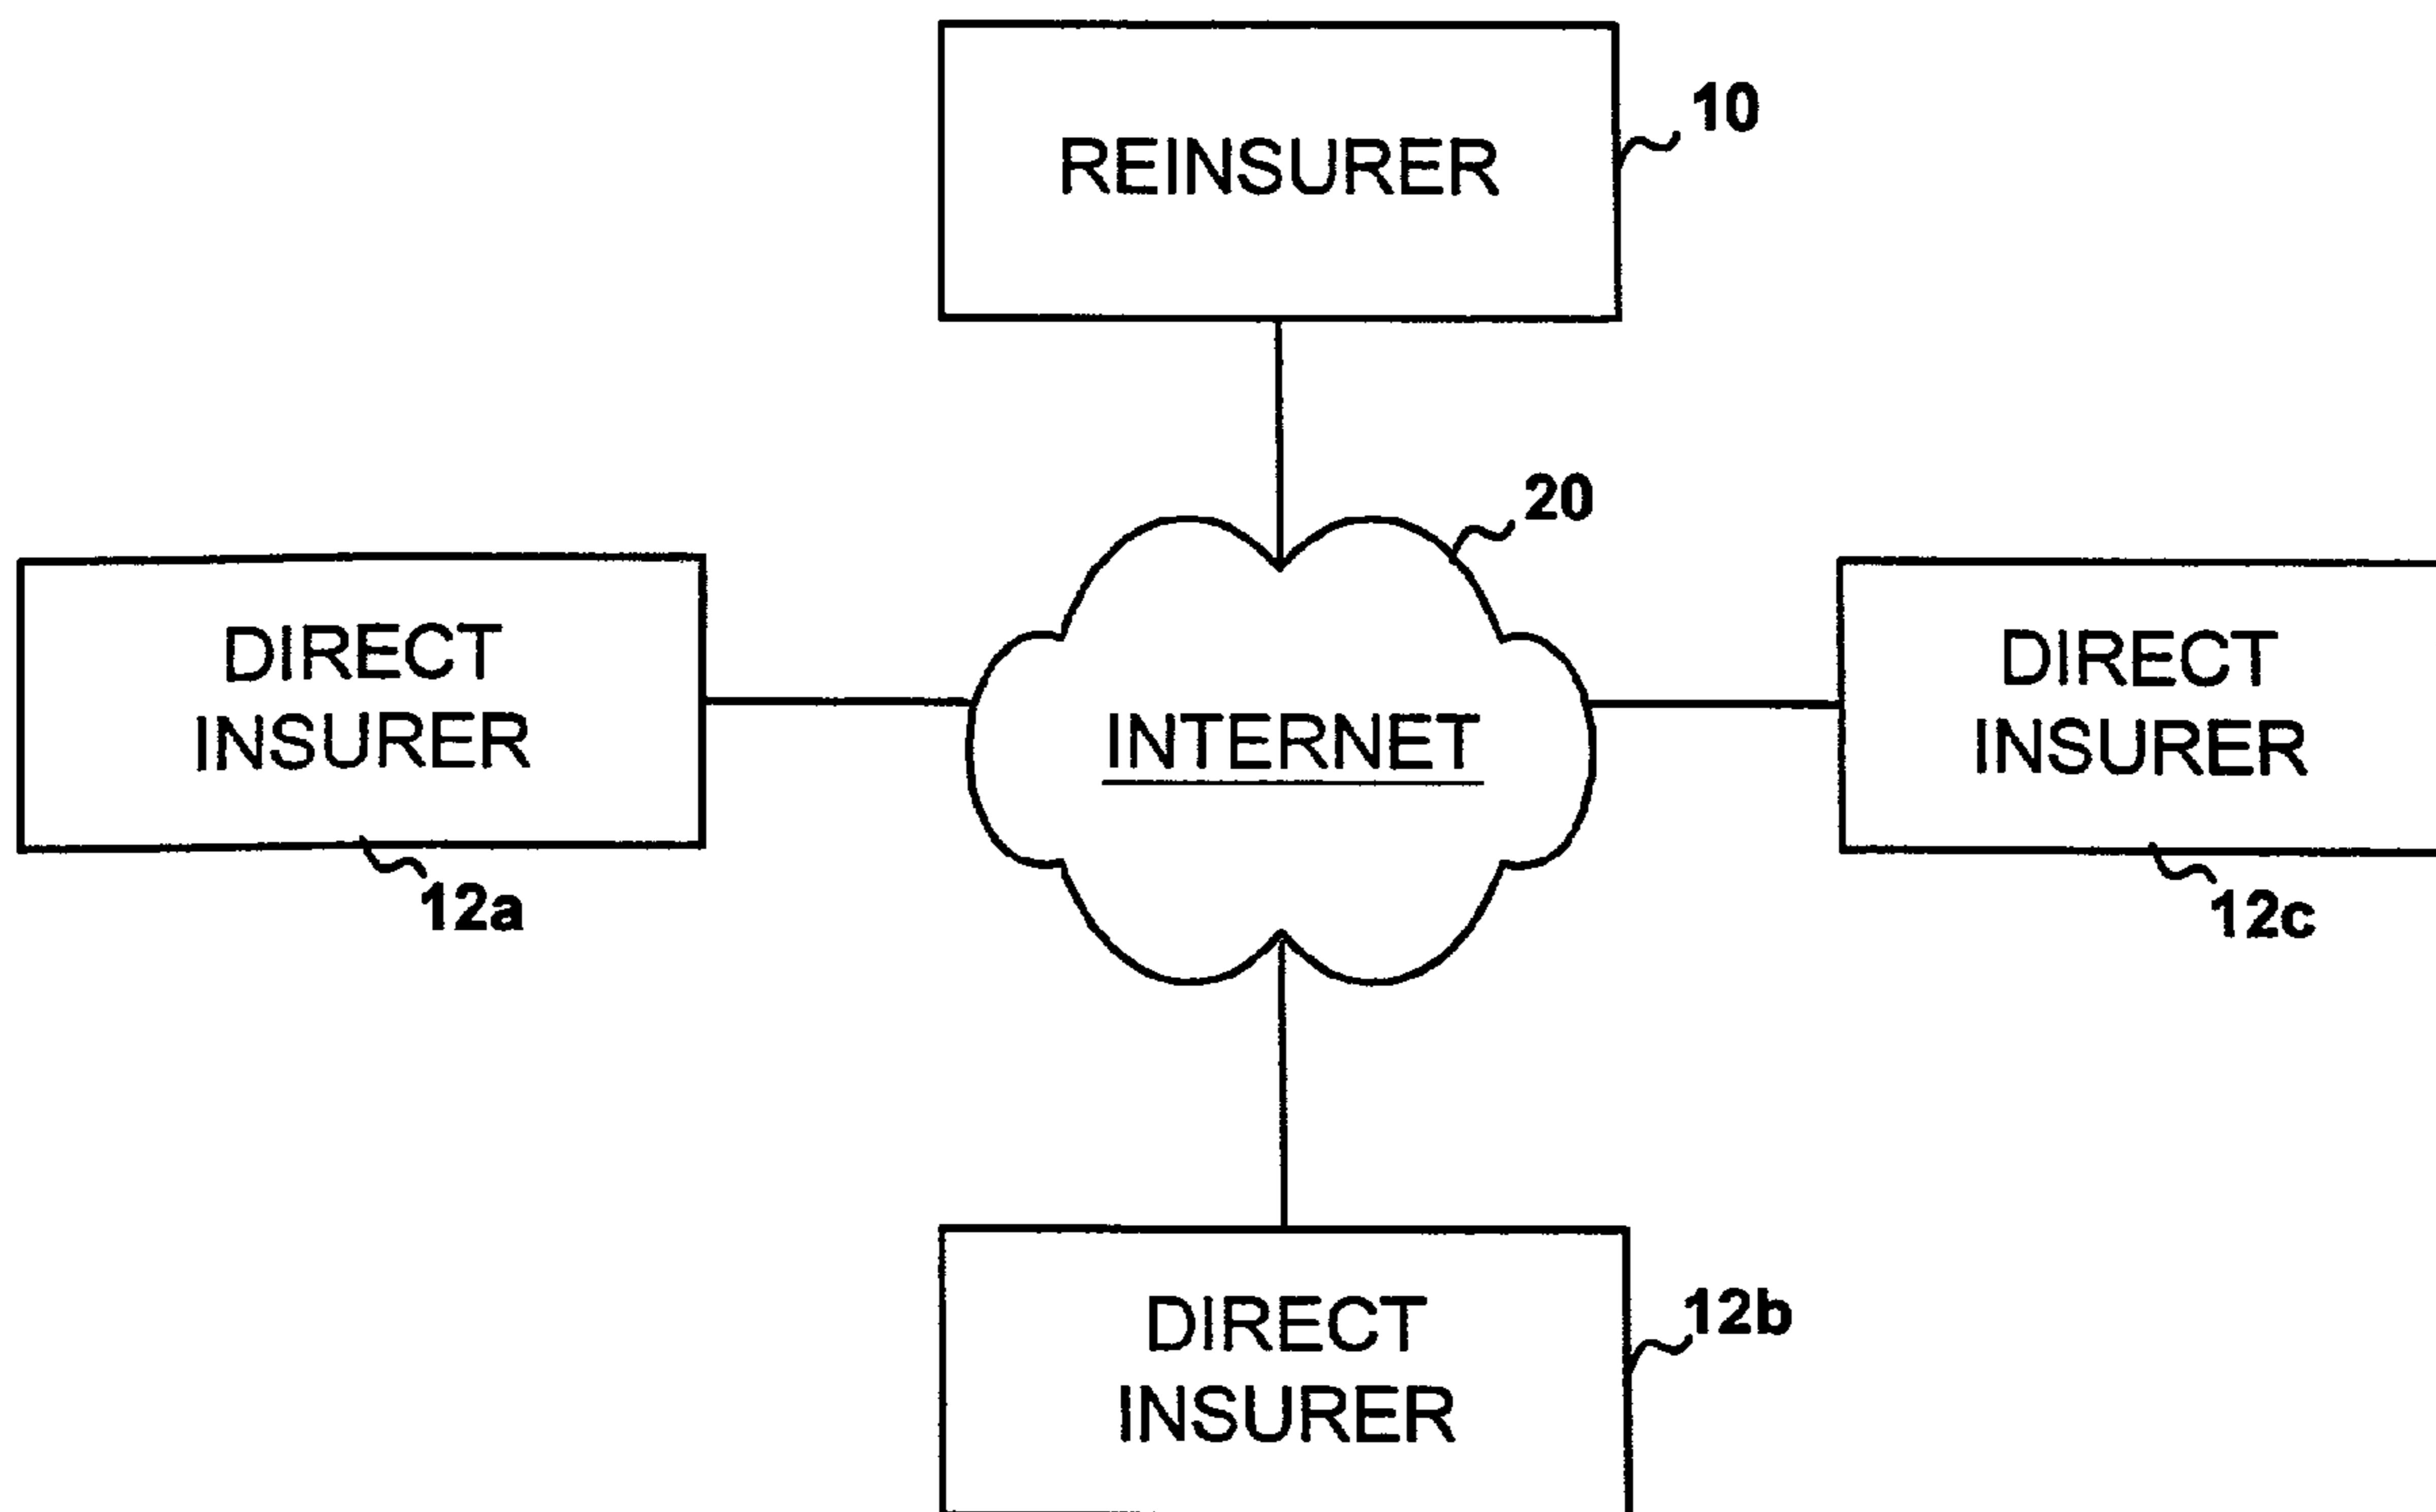 REINSURER
10
20
DIRECT
INSURER
12a
INTERNET
DIRECT
INSURER
12c
DIRECT
INSURER
12b